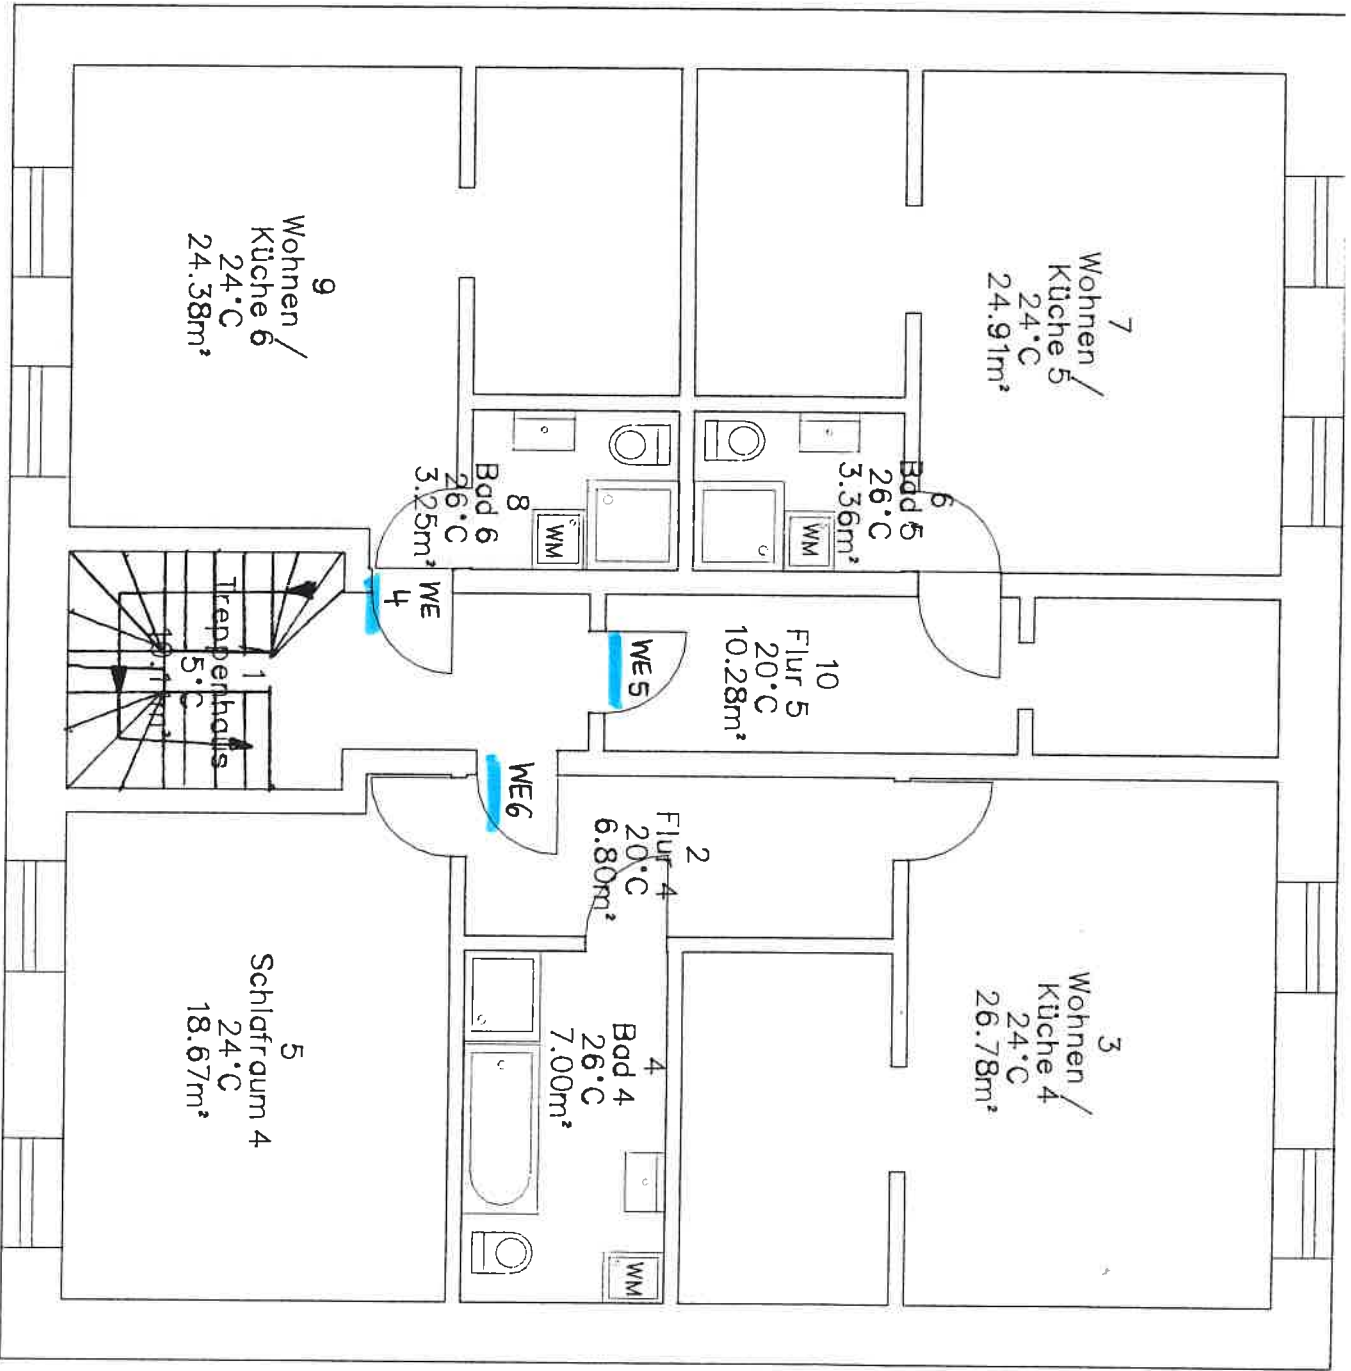 9
Wohnen /
Küche 6
24°C
24.38m²
7
Wohnen /
Küche 5
24°C
24.91m²
8
Bad 6
26°C
3.25m²
WM
6
Bad 5
26°C
3.36m²
WM
1
Treppenhaus
5°C
WE
4
WE5
10
Flur 5
20°C
10.28m²
WE6
2
Flur 4
20°C
6.80m²
5
Schlafraum 4
24°C
18.67m²
4
Bad 4
26°C
7.00m²
WM
3
Wohnen /
Küche 4
24°C
26.78m²